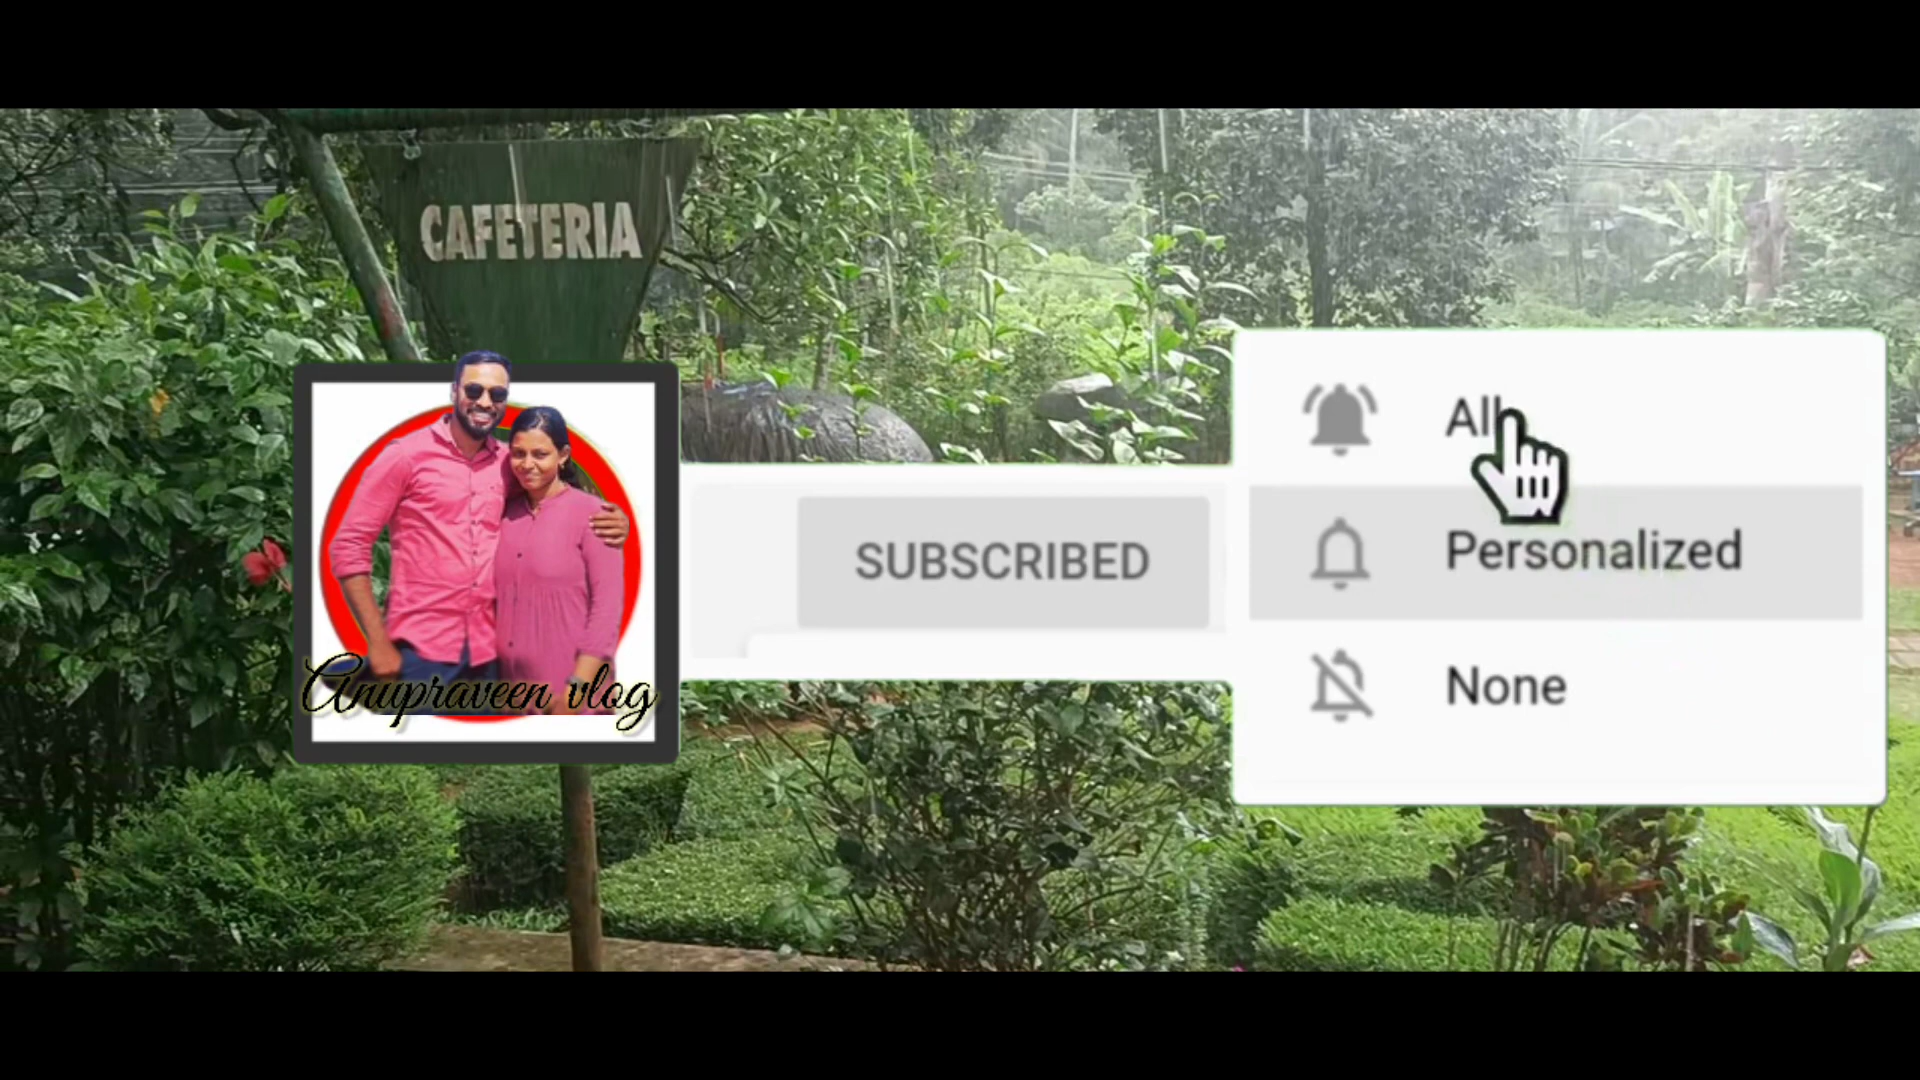 CAFETERIA
Anupraveen vlog
SUBSCRIBED
All
Personalized
None